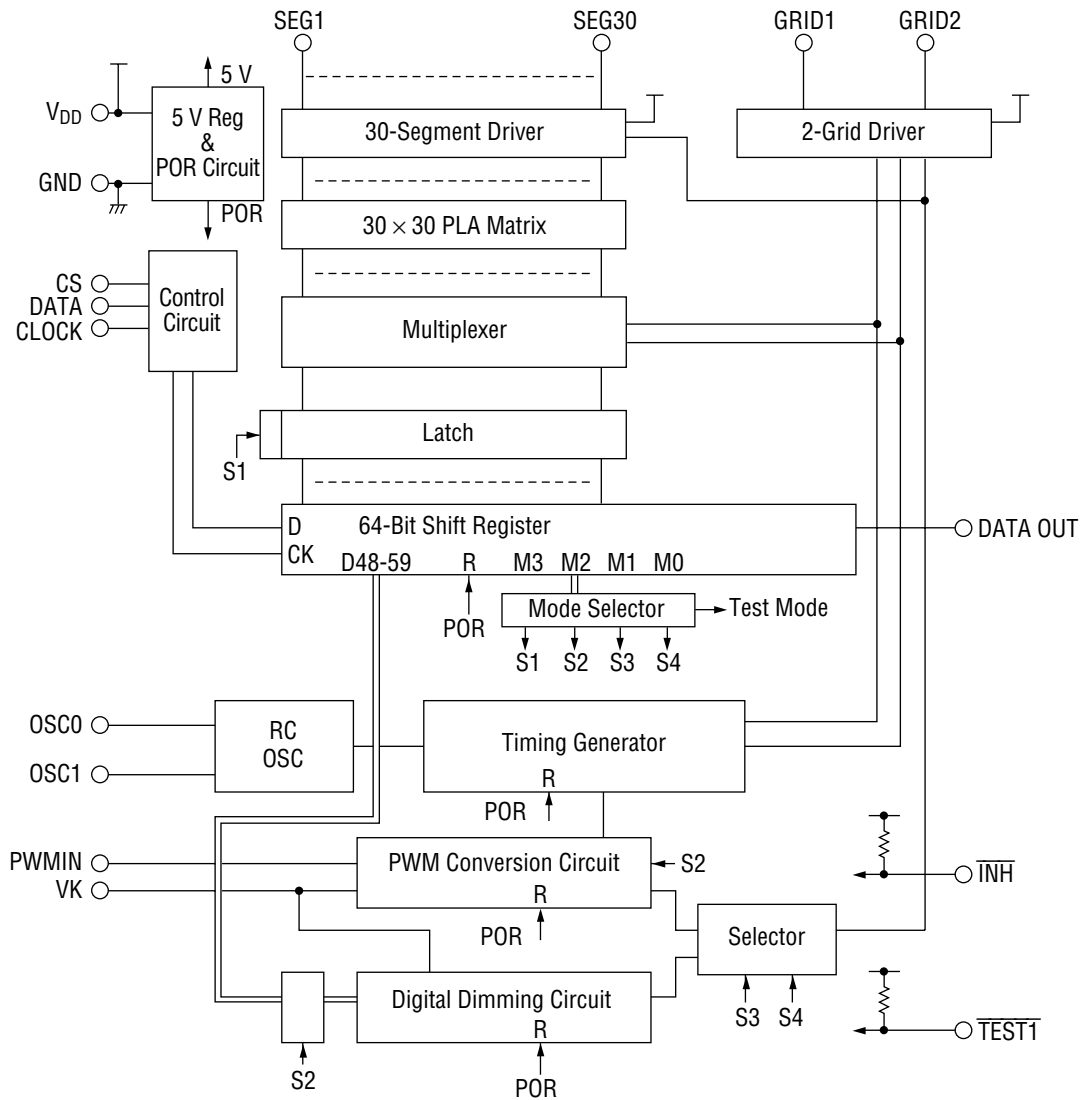 SEG1
SEG30
GRID1
GRID2
5 V
VDD
5 V Reg
&
POR Circuit
30-Segment Driver
2-Grid Driver
GND
POR
30 × 30 PLA Matrix
CS
DATA
CLOCK
Control
Circuit
Multiplexer
Latch
S1
D
64-Bit Shift Register
DATA OUT
CK
D48-59
R
M3
M2
M1
M0
POR
Mode Selector
Test Mode
S1
S2
S3
S4
OSC0
OSC1
RC
OSC
Timing Generator
R
POR
PWMIN
VK
PWM Conversion Circuit
R
S2
POR
INH
Selector
S3
S4
Digital Dimming Circuit
R
TEST1
S2
POR